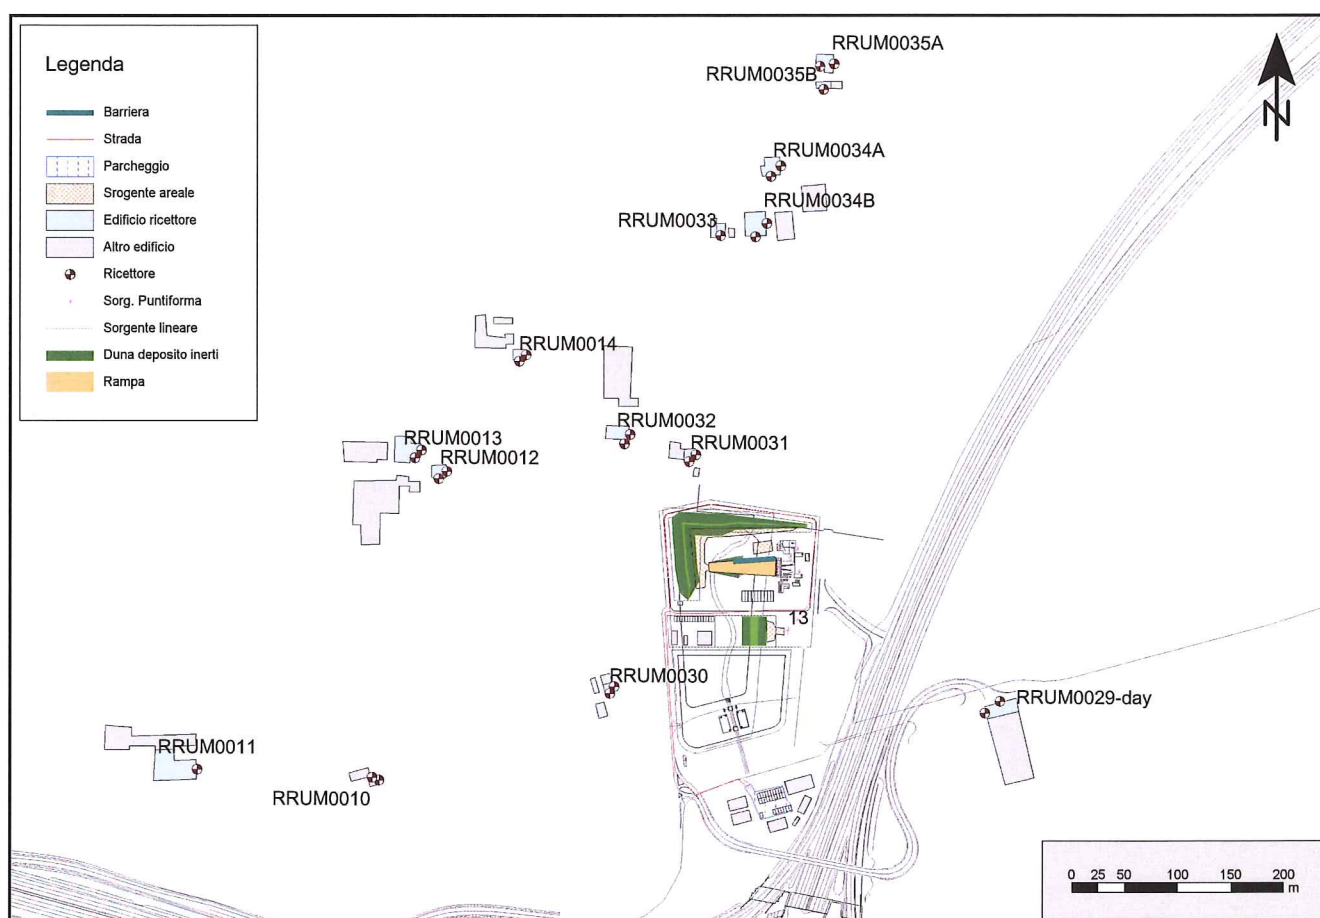 Legenda
Barriera
Strada
Parcheggio
Srogente areale
Edificio ricettore
Altro edificio
Ricettore
Sorg. Puntiforma
Sorgente lineare
Duna deposito inerti
Rampa
RRUM0035A
RRUM0035B
N
RRUM0034A
RRUM0034B
RRUM0033
RRUM0014
RRUM0032
RRUM0013
RRUM0031
RRUM0012
13
RRUM0030
RRUM0029-day
RRUM0011
RRUM0010
0 25 50 100 150 200
m